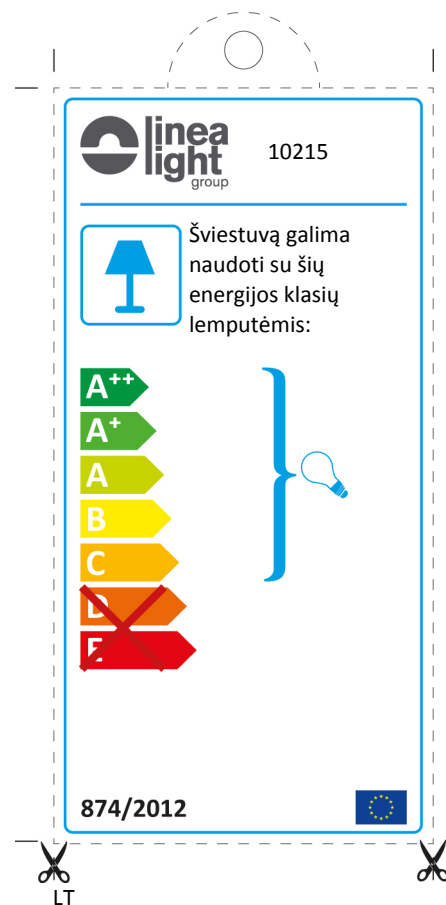 linea
light
group
10215
Šviestuvą galima
naudoti su šių
energijos klasių
lemputėmis:
A++
A+
A
B
C
D
E
874/2012
LT